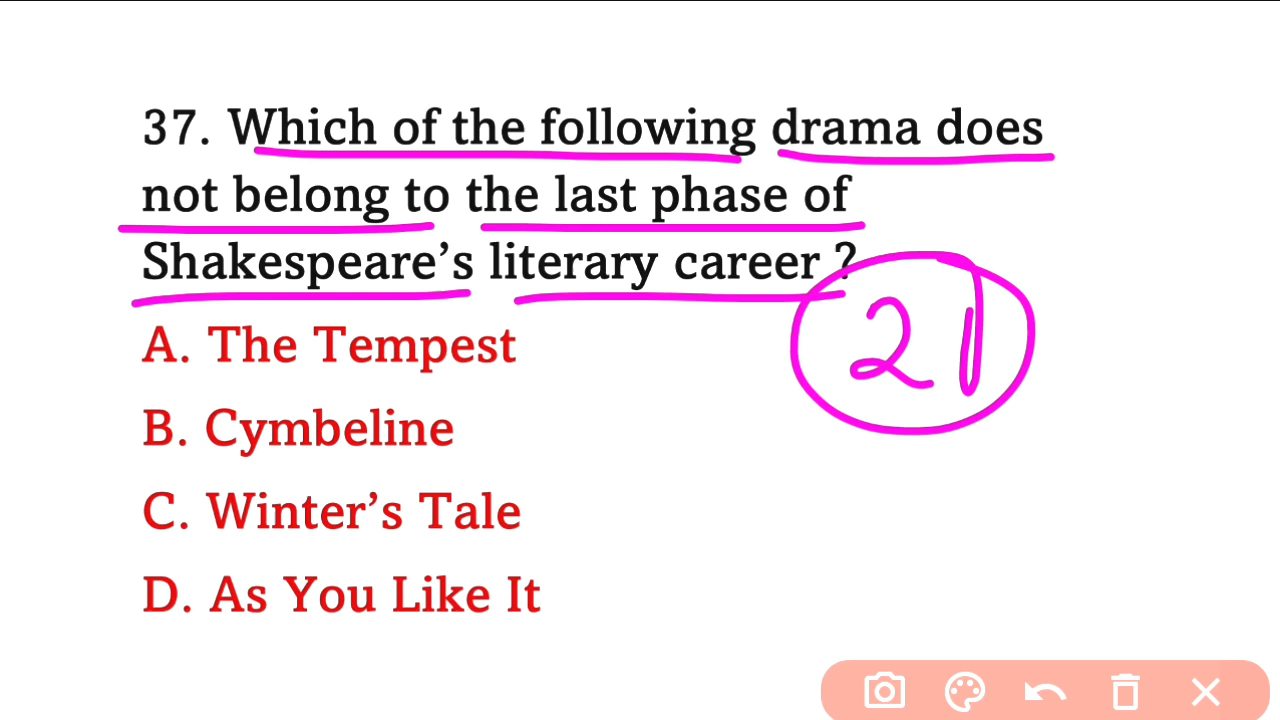 37. Which of the following drama does
not belong to the last phase of
Shakespeare’s literary career ?
21
A. The Tempest
B. Cymbeline
C. Winter’s Tale
D. As You Like It